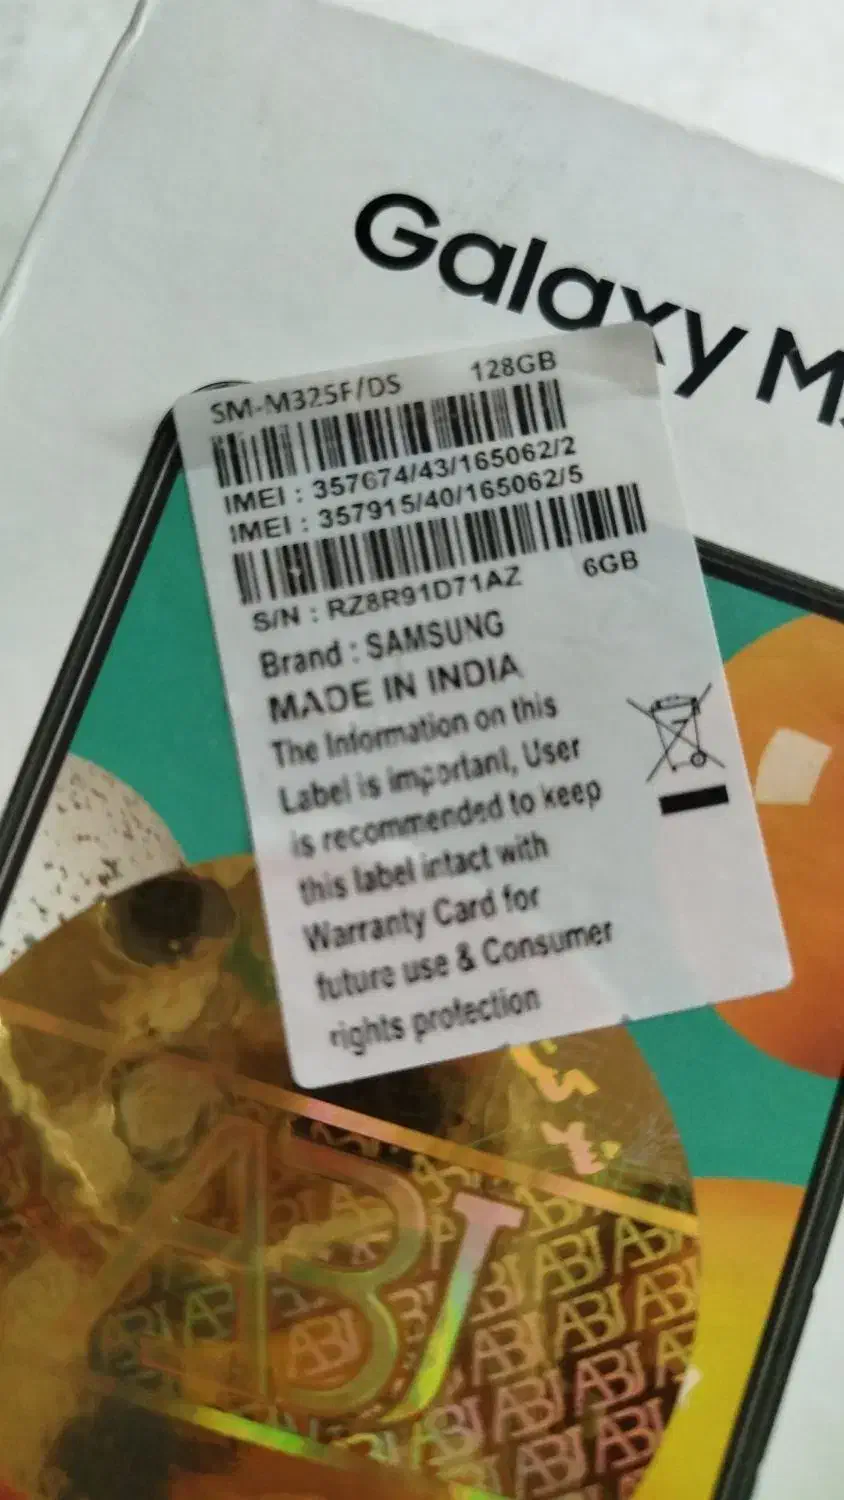 Galaxy M
SM-M325F/DS 128GB
IMEI : 357674/43/165062/2
IMEI : 357915/40/165062/5
S/N : RZ8R91D71AZ 6GB
Brand : SAMSUNG
MADE IN INDIA
The Information on this
Label is important, User
is recommended to keep
this label intact with
Warranty Card for
future use & Consumer
rights protection
ABJ